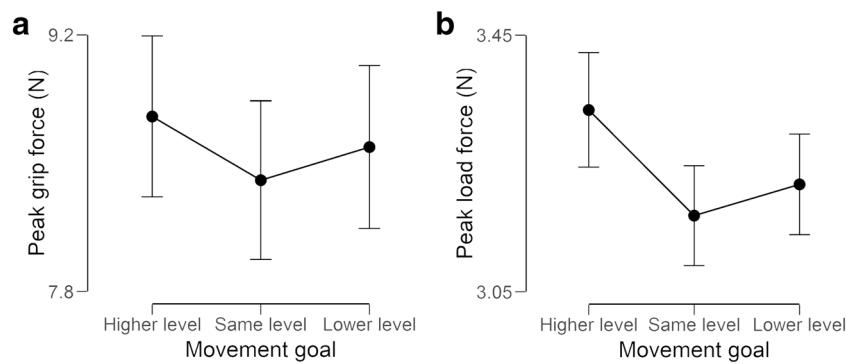 a
9.2
Peak grip force (N)
7.8
Higher level Same level Lower level
Movement goal
b
3.45
Peak load force (N)
3.05
Higher level Same level Lower level
Movement goal